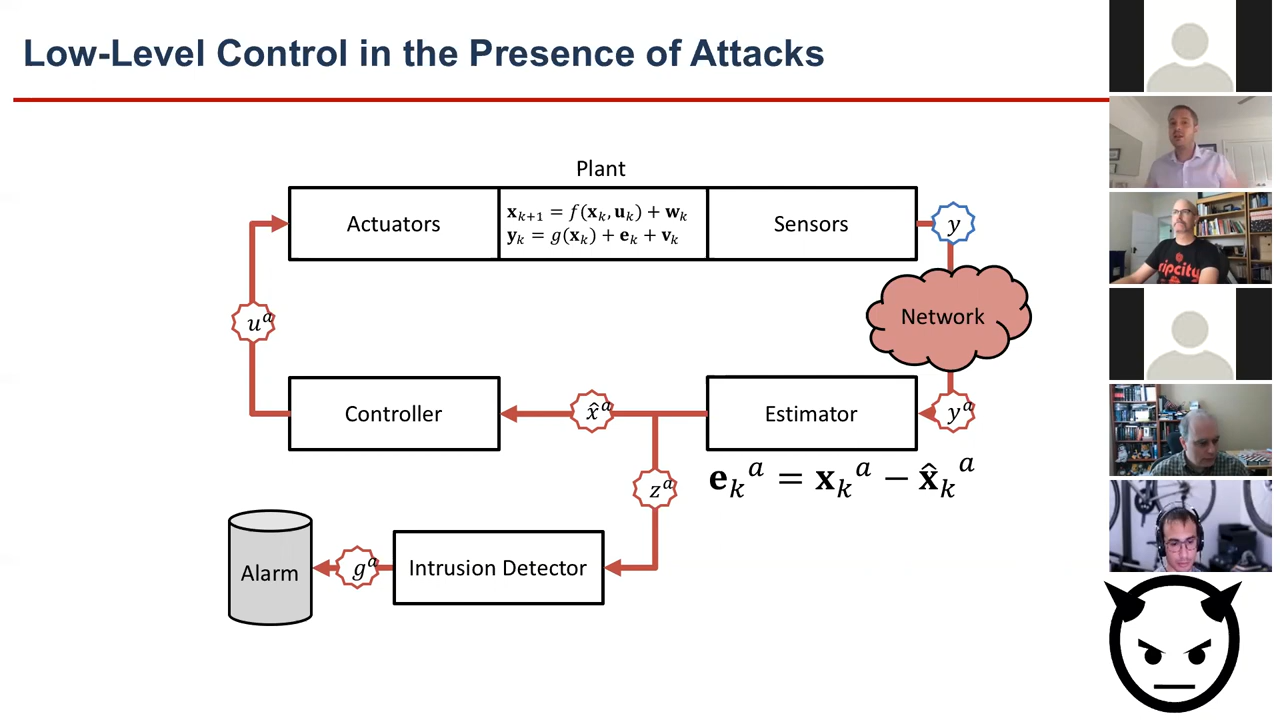 Low-Level Control in the Presence of Attacks
Plant
Actuators
𝐱ₖ₊₁ = f(𝐱ₖ, 𝐮ₖ) + 𝐰ₖ
𝐲ₖ = g(𝐱ₖ) + 𝐞ₖ + 𝐯ₖ
Sensors
y
Network
uᵃ
Controller
x̂ᵃ
Estimator
yᵃ
𝐞ₖᵃ = 𝐱ₖᵃ − 𝐱̂ₖᵃ
zᵃ
Alarm
gᵃ
Intrusion Detector
ripcity